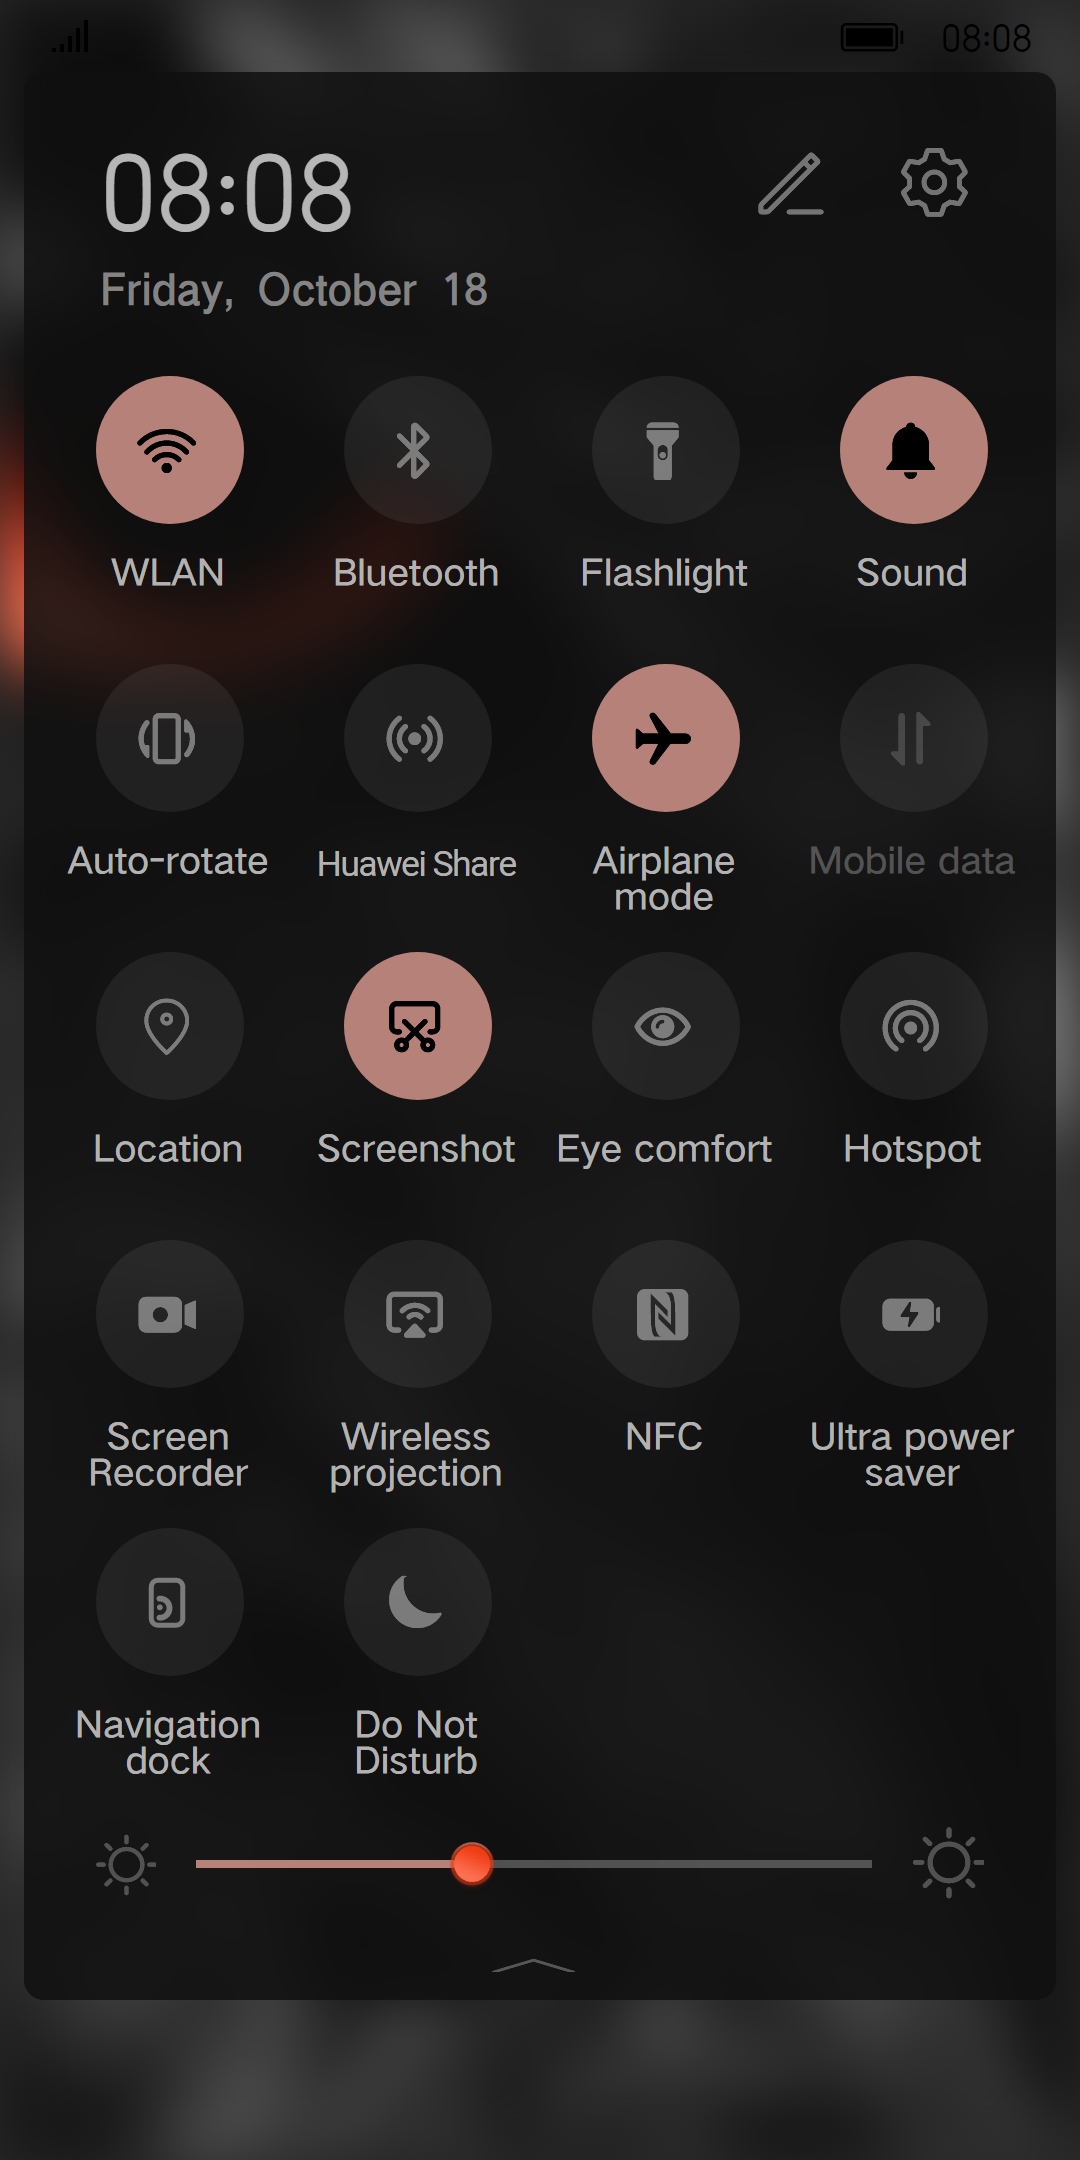 08:08
08:08
Friday, October 18
WLAN
Bluetooth
Flashlight
Sound
Auto-rotate
Huawei Share
Airplane
mode
Mobile data
Location
Screenshot
Eye comfort
Hotspot
Screen
Recorder
Wireless
projection
NFC
Ultra power
saver
Navigation
dock
Do Not
Disturb